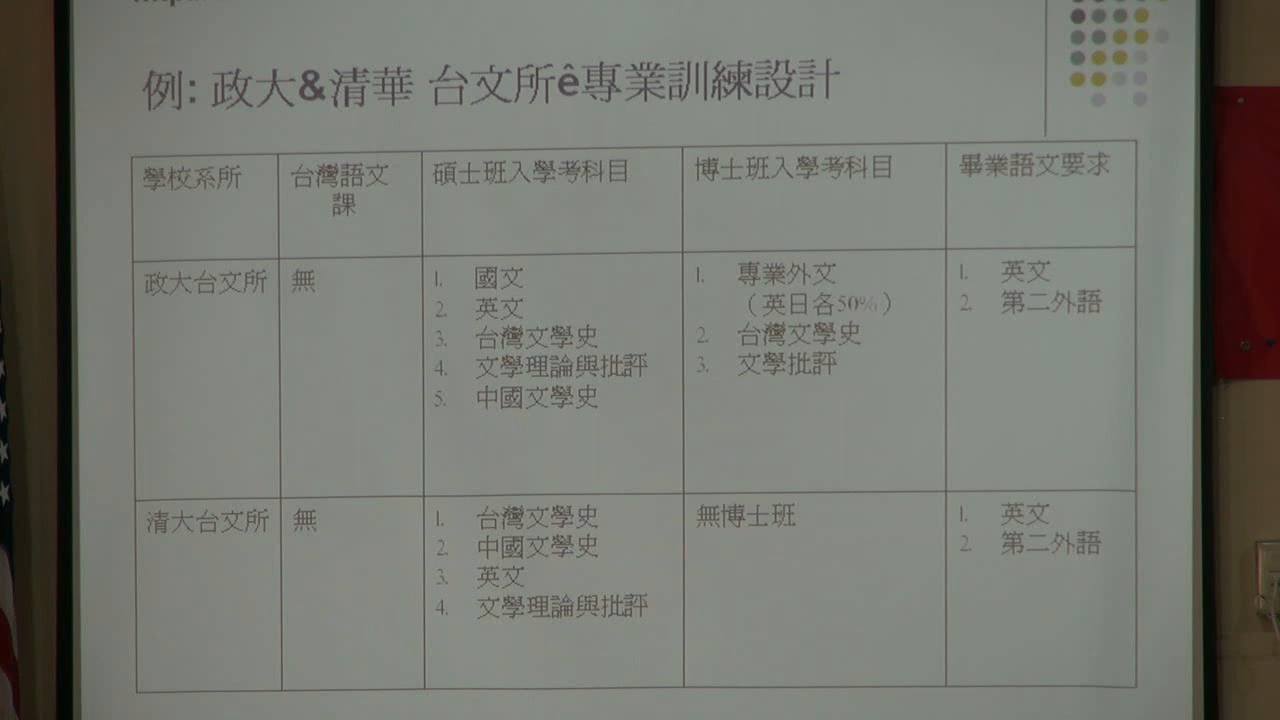 例: 政大&清華 台文所ê專業訓練設計
學校系所
台灣語文
課
碩士班入學考科目
博士班入學考科目
畢業語文要求
政大台文所
無
1. 國文
2. 英文
3. 台灣文學史
4. 文學理論與批評
5. 中國文學史
1. 專業外文
（英日各50%）
2. 台灣文學史
3. 文學批評
1. 英文
2. 第二外語
清大台文所
無
1. 台灣文學史
2. 中國文學史
3. 英文
4. 文學理論與批評
無博士班
1. 英文
2. 第二外語